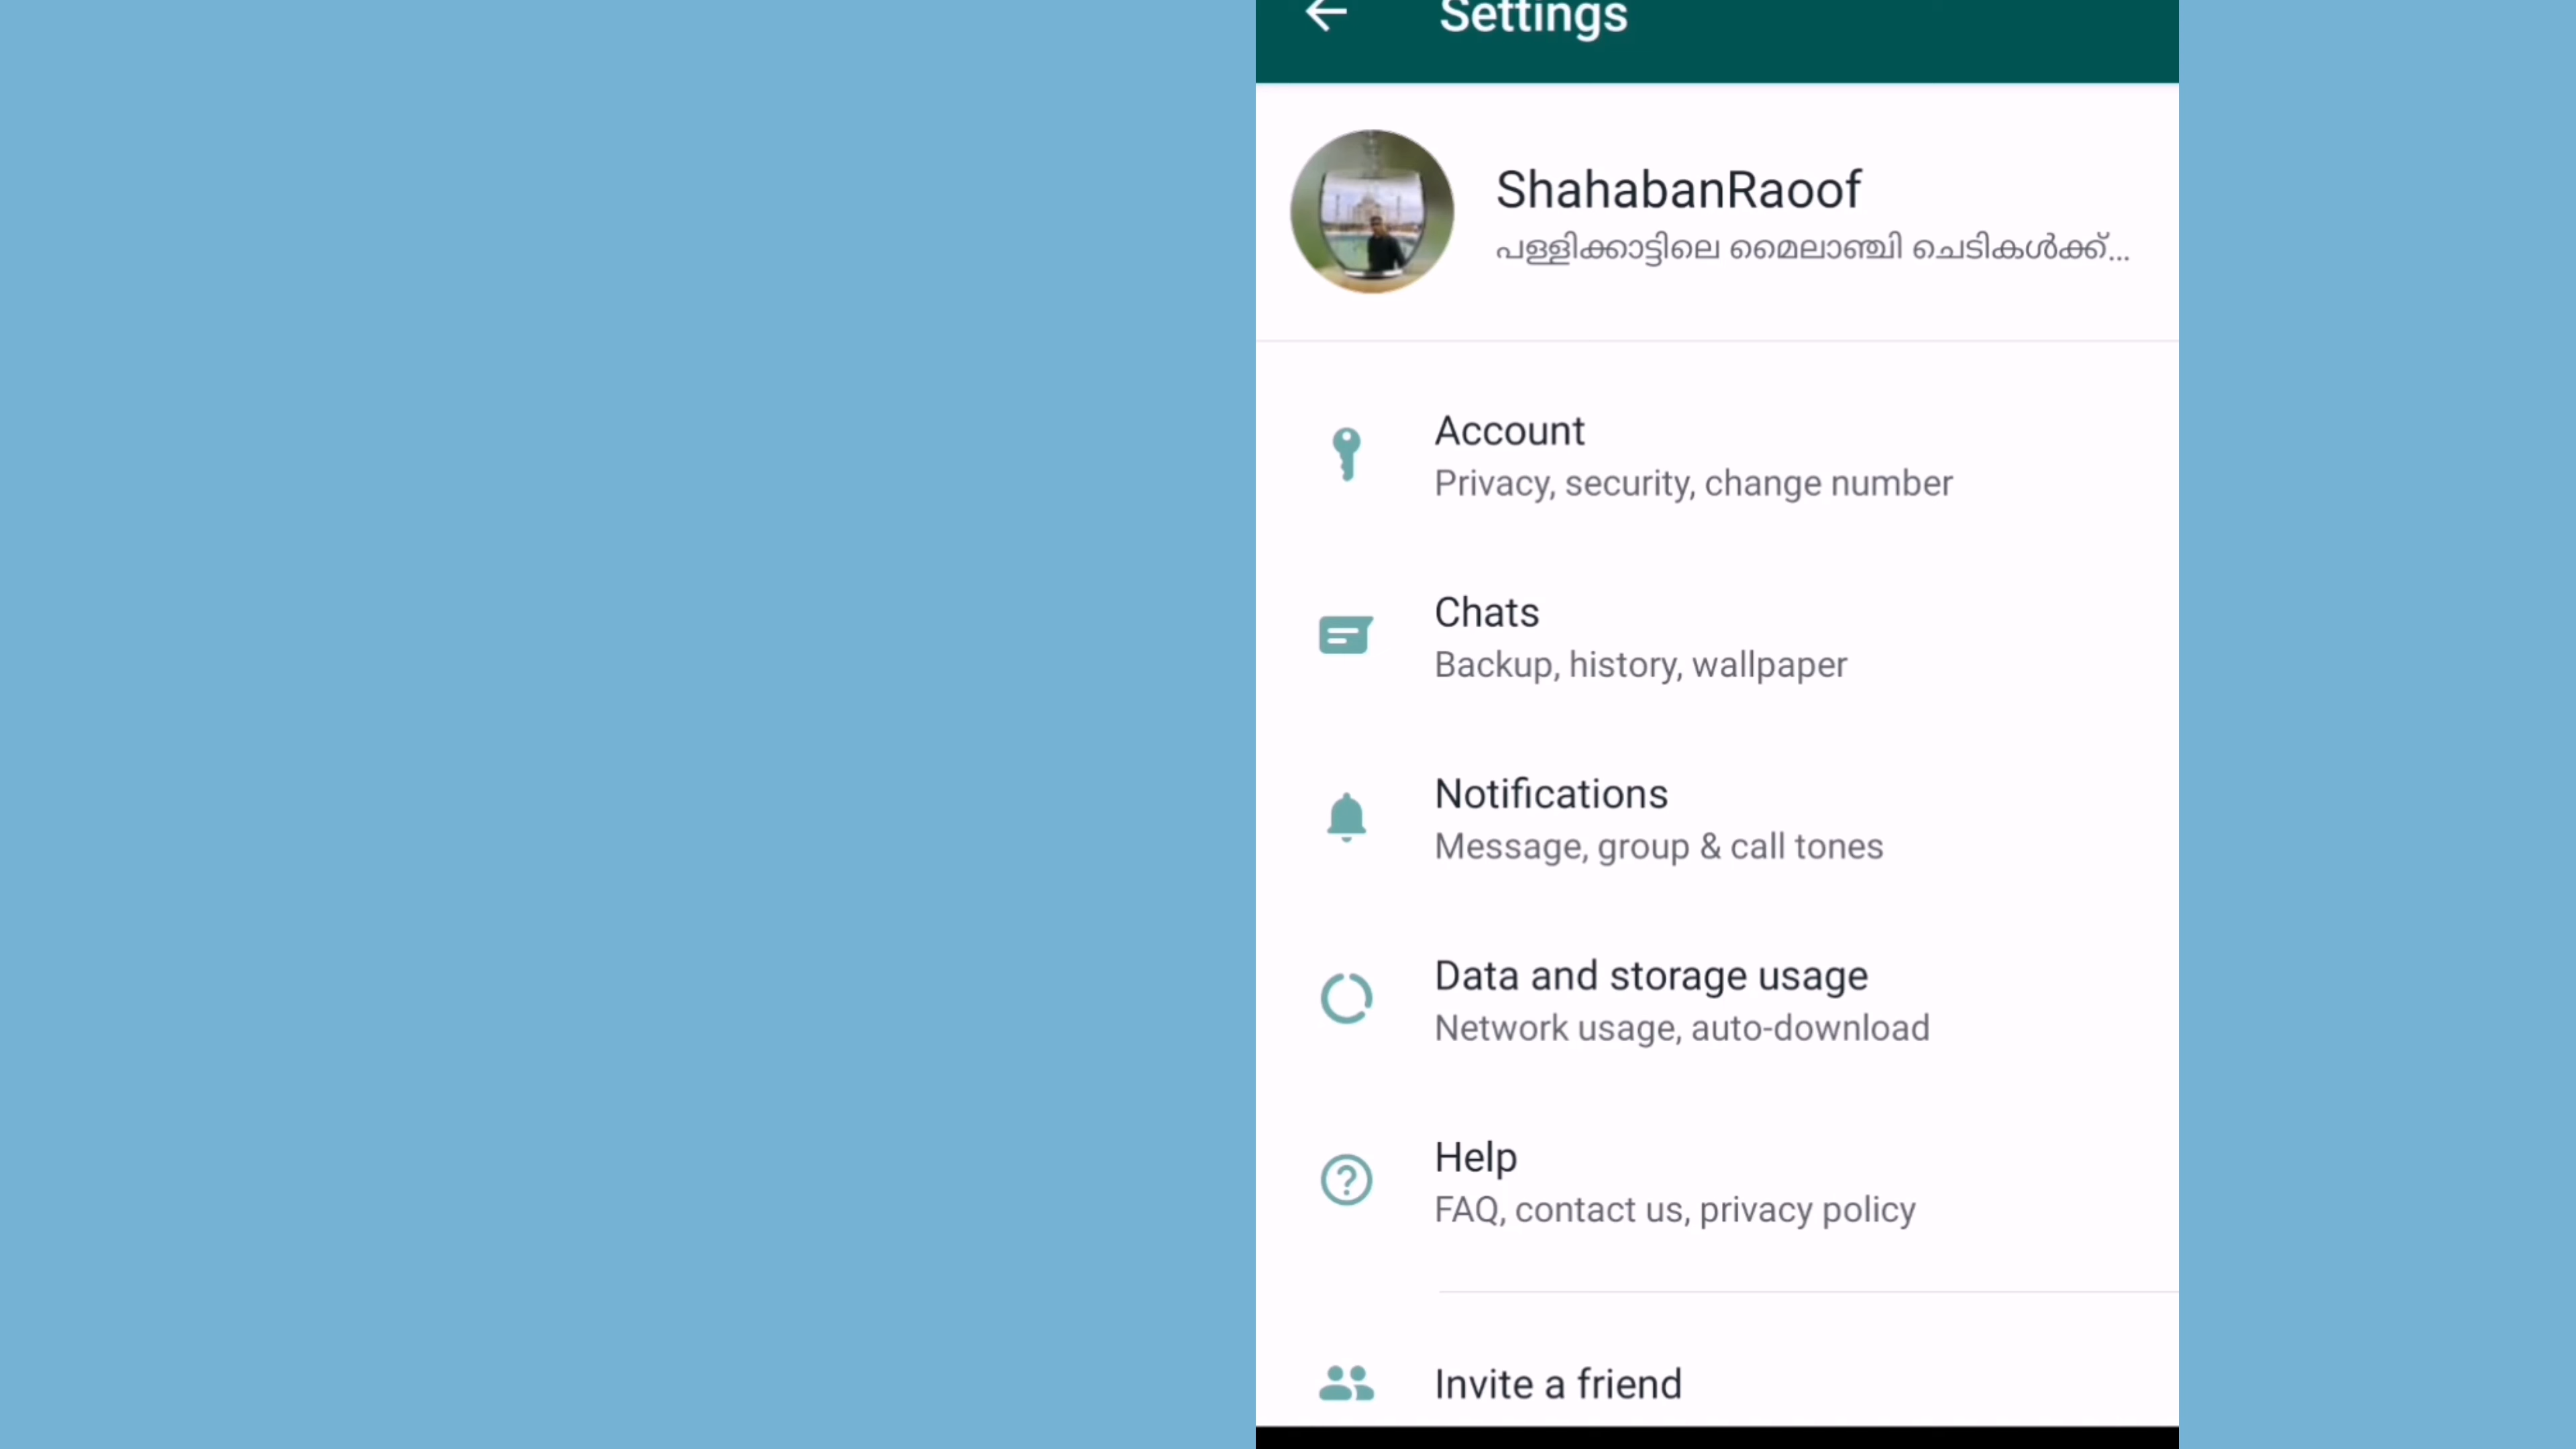 Settings
ShahabanRaoof
പള്ളിക്കാട്ടിലെ മൈലാഞ്ചി ചെടികൾക്ക്...
Account
Privacy, security, change number
Chats
Backup, history, wallpaper
Notifications
Message, group & call tones
Data and storage usage
Network usage, auto-download
Help
FAQ, contact us, privacy policy
Invite a friend